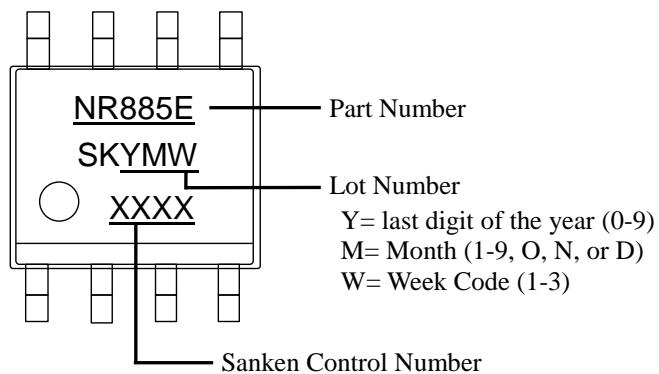 NR885E
SKYMW
XXXX
Part Number
Lot Number
Y= last digit of the year (0-9)
M= Month (1-9, O, N, or D)
W= Week Code (1-3)
Sanken Control Number